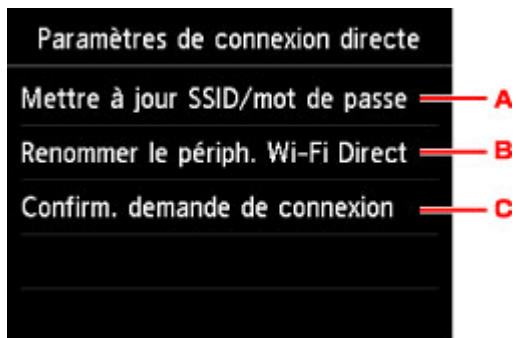 Paramètres de connexion directe
Mettre à jour SSID/mot de passe A
Renommer le périph. Wi-Fi Direct B
Confirm. demande de connexion C